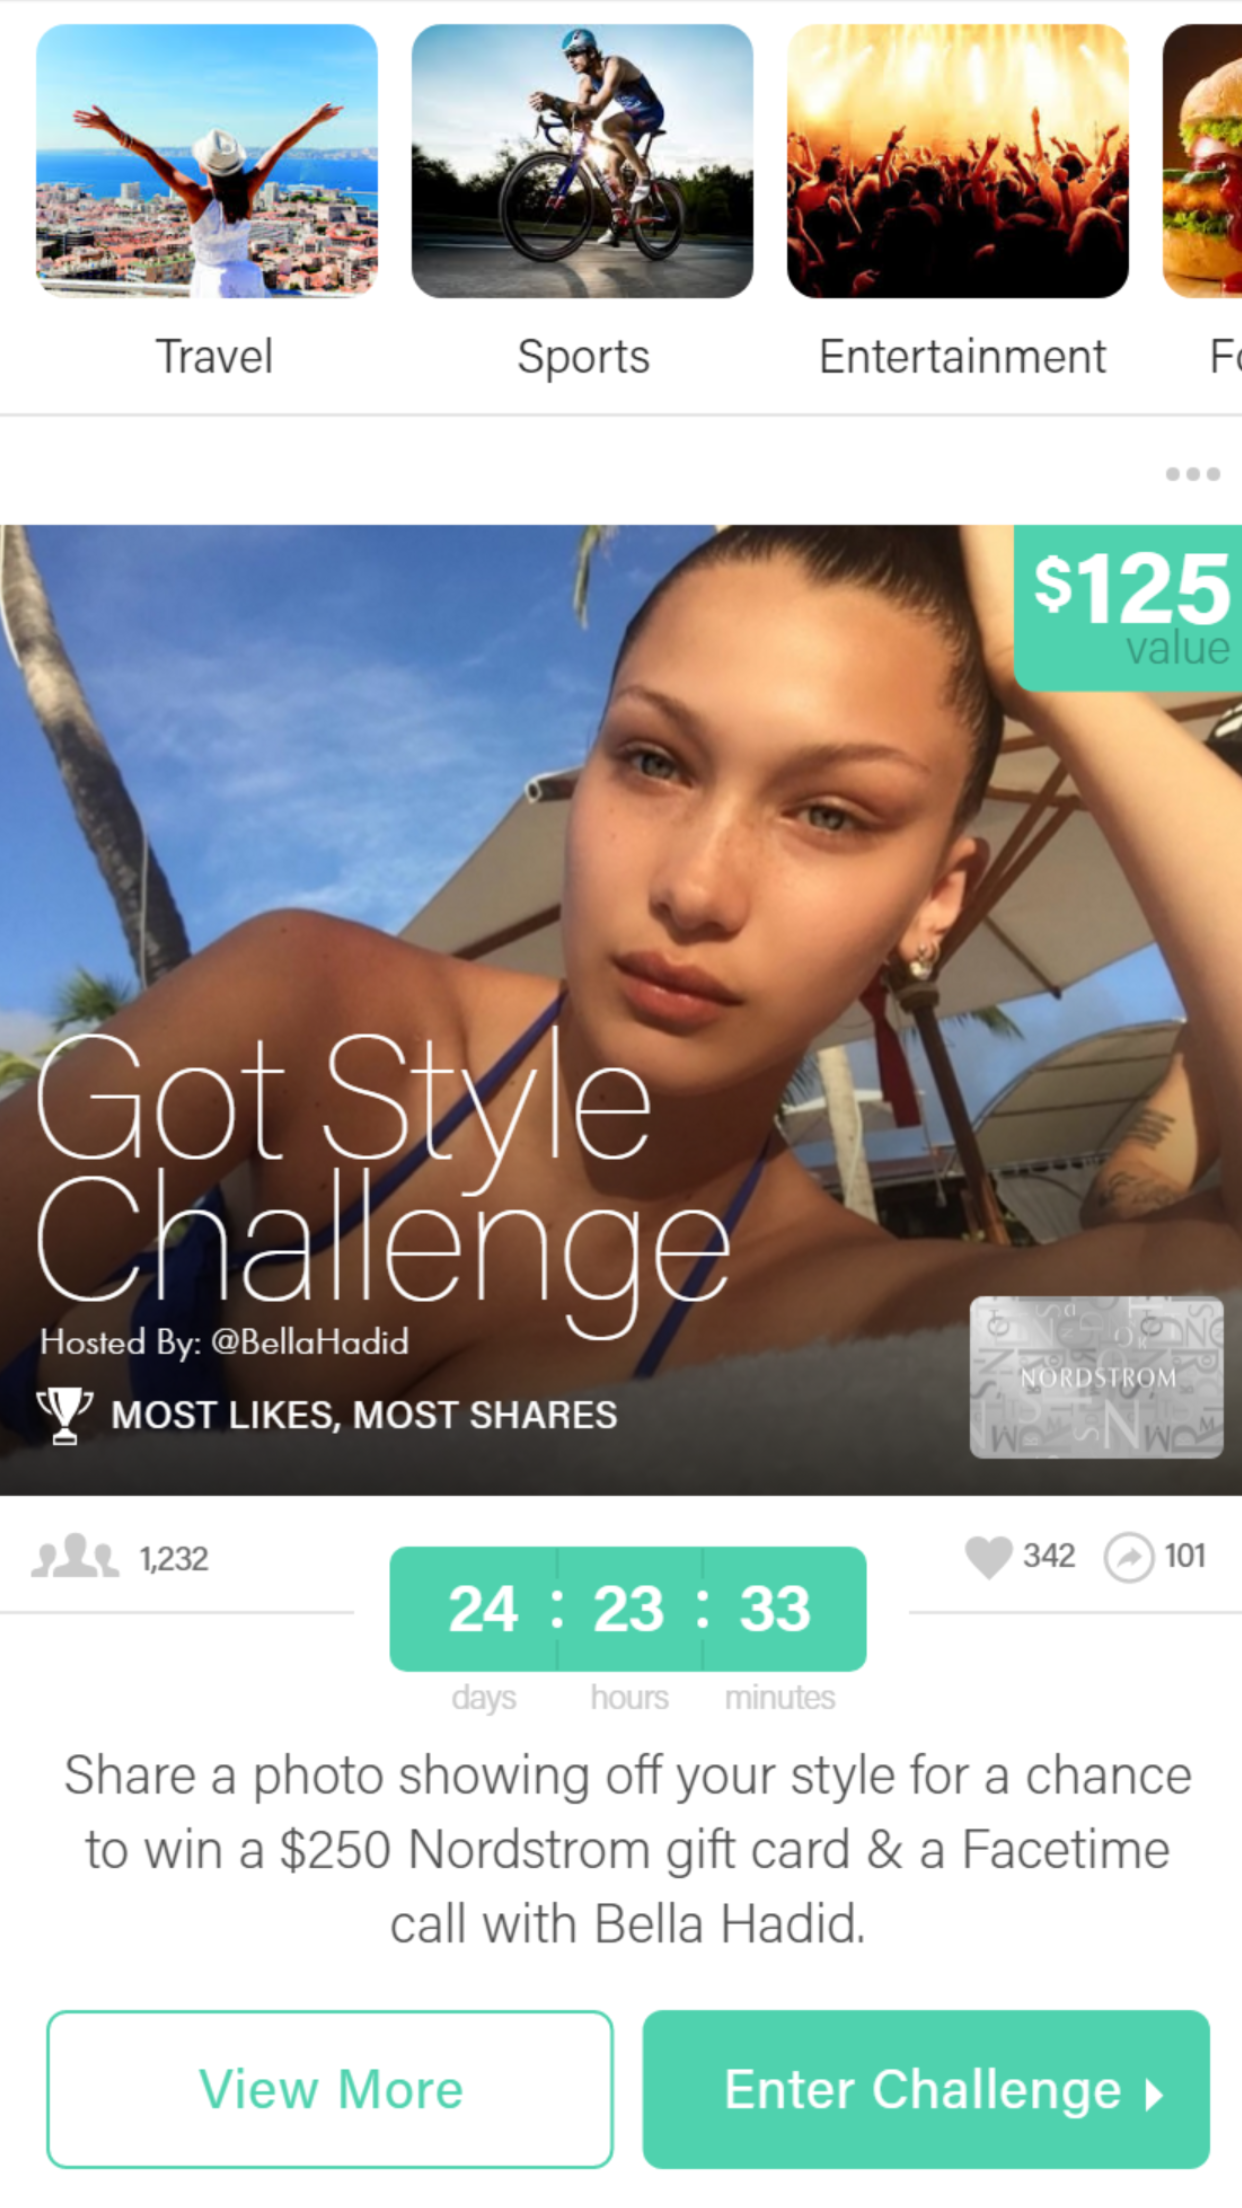 Travel
Sports
Entertainment
$125
value
Got Style
Challenge
Hosted By: @BellaHadid
MOST LIKES, MOST SHARES
NORDSTROM
1,232
24 : 23 : 33
342
101
days
hours
minutes
Share a photo showing off your style for a chance
to win a $250 Nordstrom gift card & a Facetime
call with Bella Hadid.
View More
Enter Challenge